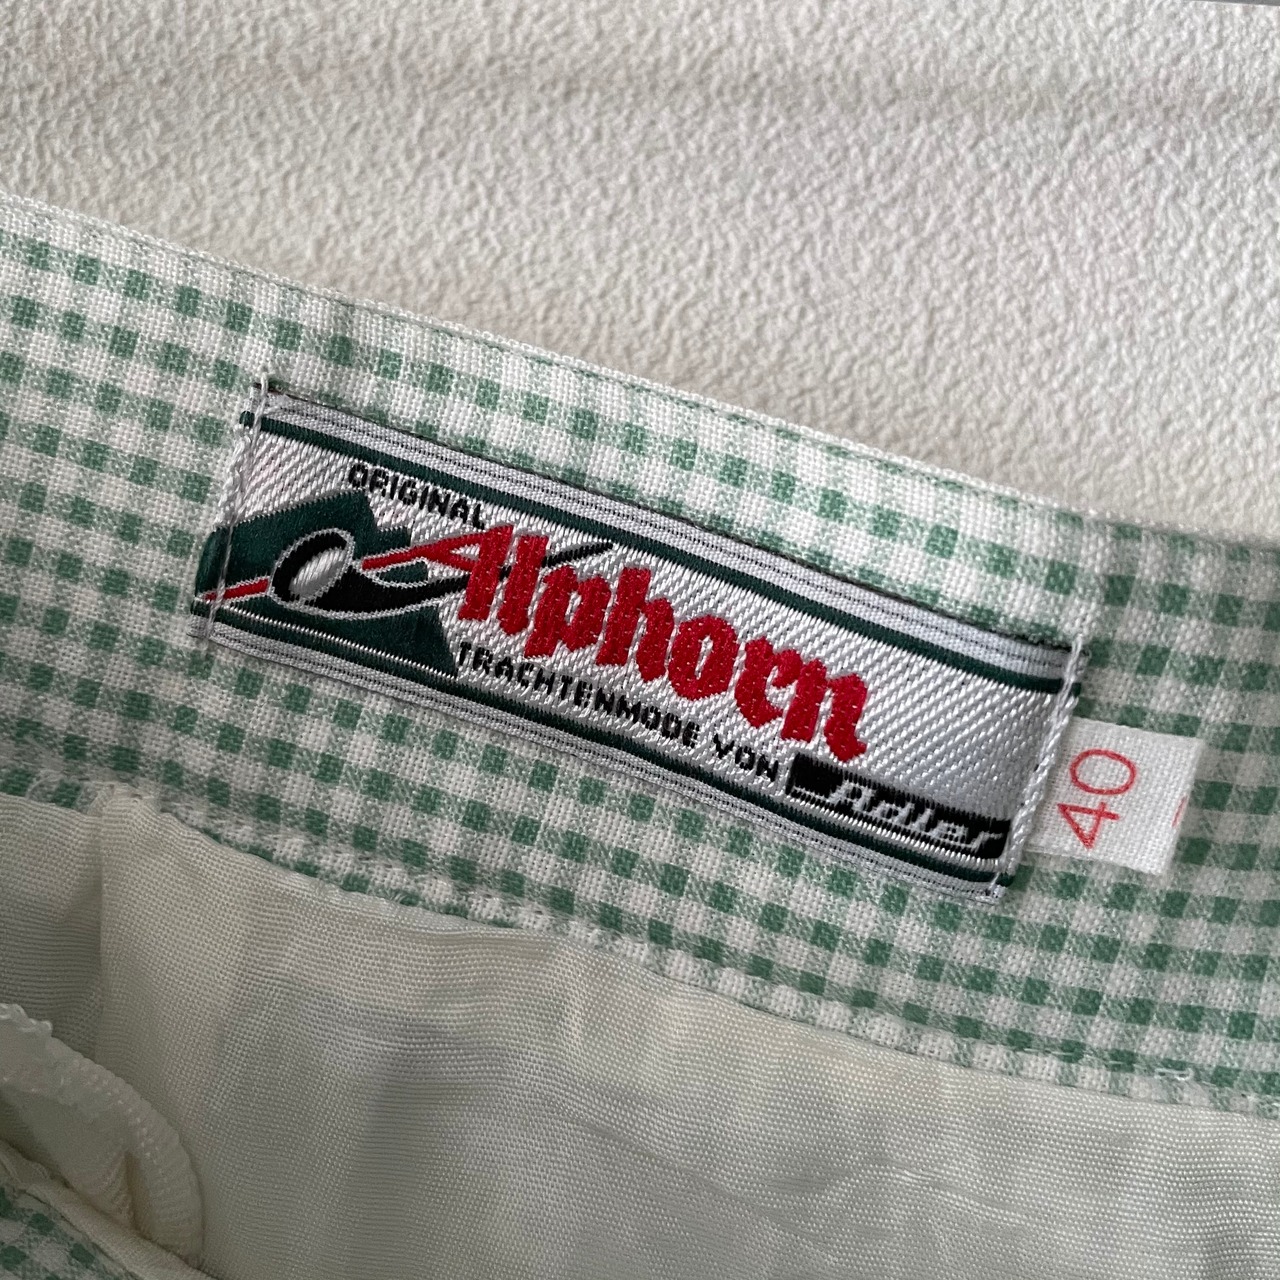 ORIGINAL
Alphorn
TRACHTENMODE VON Adler
40